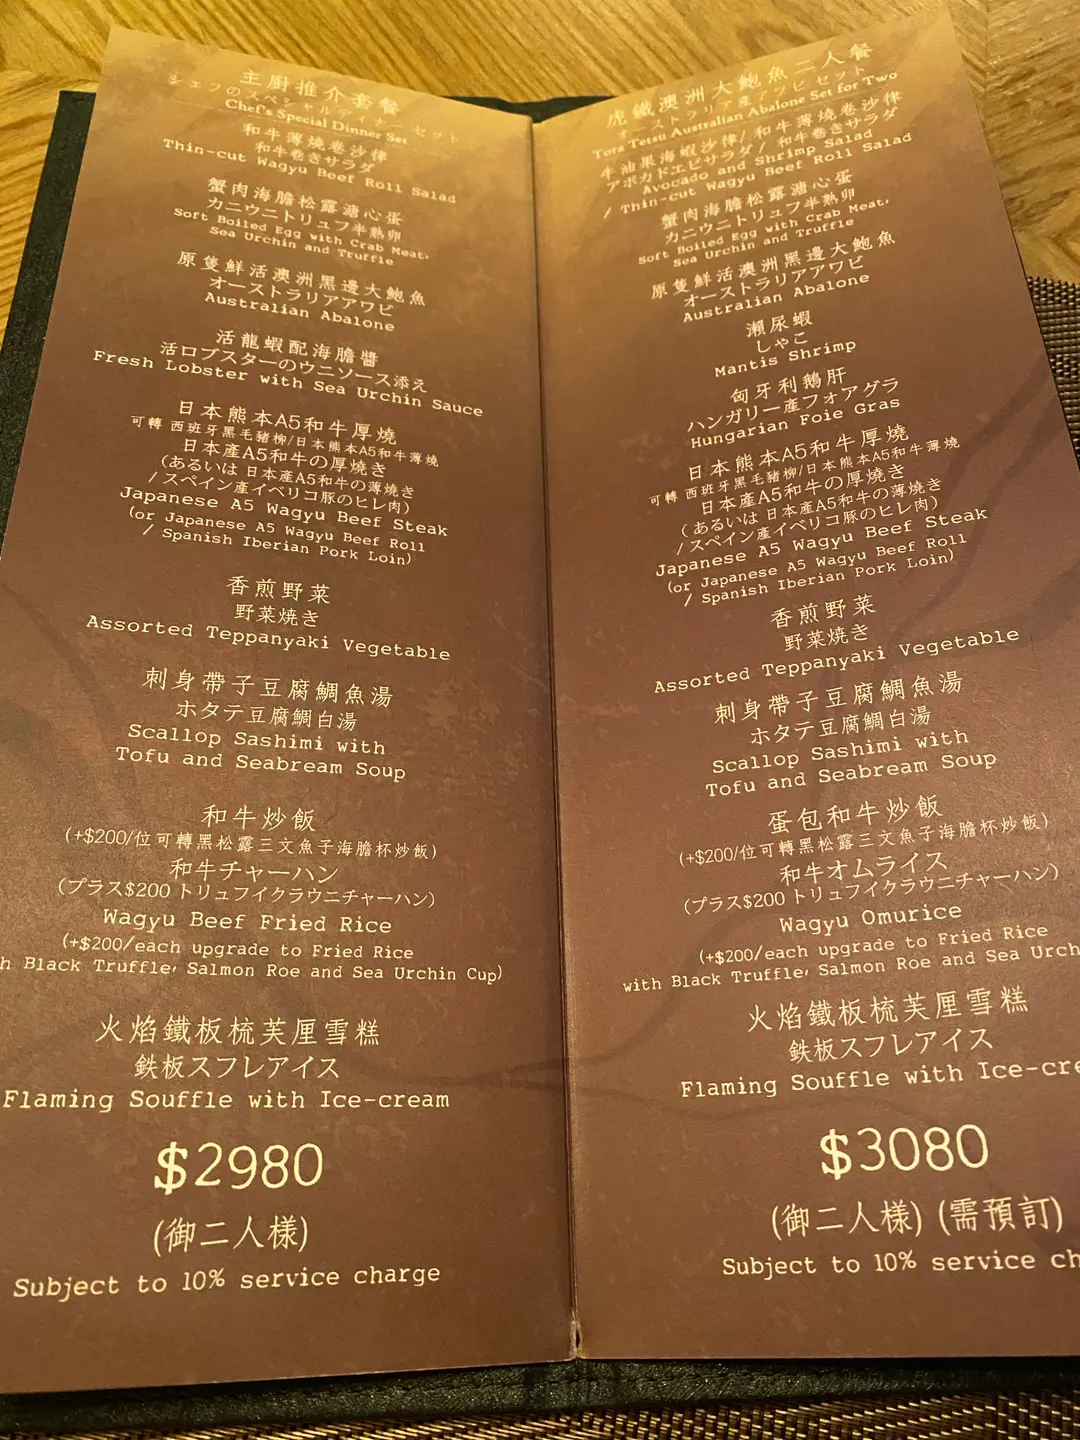 主廚推介套餐
シェフのスペシャルディナーセット
Chef's Special Dinner Set
和牛薄燒卷沙律
和牛巻きサラダ
Thin-cut Wagyu Beef Roll Salad
蟹肉海膽松露溏心蛋
カニウニトリュフ半熟卵
Soft Boiled Egg with Crab Meat,
Sea Urchin and Truffle
原隻鮮活澳洲黑邊大鮑魚
オーストラリアアワビ
Australian Abalone
活龍蝦配海膽醬
活ロブスターのウニソース添え
Fresh Lobster with Sea Urchin Sauce
日本熊本A5和牛厚燒
可轉 西班牙黑毛豬柳/日本熊本A5和牛薄燒
日本產A5和牛の厚焼き
(あるいは 日本產A5和牛の薄焼き
/スペイン產イベリコ豚のヒレ肉)
Japanese A5 Wagyu Beef Steak
(or Japanese A5 Wagyu Beef Roll
/ Spanish Iberian Pork Loin)
香煎野菜
野菜焼き
Assorted Teppanyaki Vegetable
刺身帶子豆腐鯛魚湯
ホタテ豆腐鯛白湯
Scallop Sashimi with
Tofu and Seabream Soup
和牛炒飯
(+$200/位可轉黑松露三文魚子海膽杯炒飯)
和牛チャーハン
(プラス$200 トリュフイクラウニチャーハン)
Wagyu Beef Fried Rice
(+$200/each upgrade to Fried Rice
h Black Truffle, Salmon Roe and Sea Urchin Cup)
火焰鐵板梳芙厘雪糕
鉄板スフレアイス
Flaming Souffle with Ice-cream
$2980
(御二人樣)
Subject to 10% service charge
虎鐵澳洲大鮑魚二人餐
オーストラリア産アワビセット
Tora Tetsu Australian Abalone Set for Two
牛油果海蝦沙律/ 和牛薄燒卷沙律
アボカドエビサラダ/ 和牛巻きサラダ
Avocado and Shrimp Salad
/ Thin-cut Wagyu Beef Roll Salad
蟹肉海膽松露溏心蛋
カニウニトリュフ半熟卵
Soft Boiled Egg with Crab Meat,
Sea Urchin and Truffle
原隻鮮活澳洲黑邊大鮑魚
オーストラリアアワビ
Australian Abalone
瀨尿蝦
しゃこ
Mantis Shrimp
匈牙利鵝肝
ハンガリー產フォアグラ
Hungarian Foie Gras
日本熊本A5和牛厚燒
可轉 西班牙黑毛豬柳/日本熊本A5和牛薄燒
日本產A5和牛の厚焼き
(あるいは 日本產A5和牛の薄焼き
/スペイン產イベリコ豚のヒレ肉)
Japanese A5 Wagyu Beef Steak
(or Japanese A5 Wagyu Beef Roll
/ Spanish Iberian Pork Loin)
香煎野菜
野菜焼き
Assorted Teppanyaki Vegetable
刺身帶子豆腐鯛魚湯
ホタテ豆腐鯛白湯
Scallop Sashimi with
Tofu and Seabream Soup
蛋包和牛炒飯
(+$200/位可轉黑松露三文魚子海膽杯炒飯)
和牛オムライス
(プラス$200 トリュフイクラウニチャーハン)
Wagyu Omurice
(+$200/each upgrade to Fried Rice
with Black Truffle, Salmon Roe and Sea Urch
火焰鐵板梳芙厘雪糕
鉄板スフレアイス
Flaming Souffle with Ice-cre
$3080
(御二人樣) (需預訂)
Subject to 10% service ch